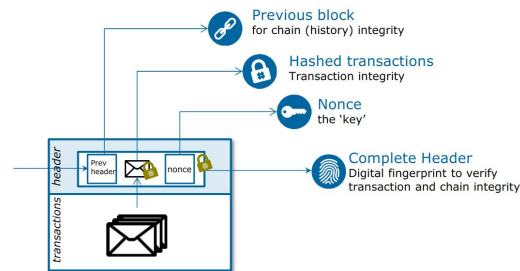 Previous block
for chain (history) integrity
Hashed transactions
Transaction integrity
Nonce
the ‘key’
Complete Header
Digital fingerprint to verify
transaction and chain integrity
header
Prev
header
nonce
transactions